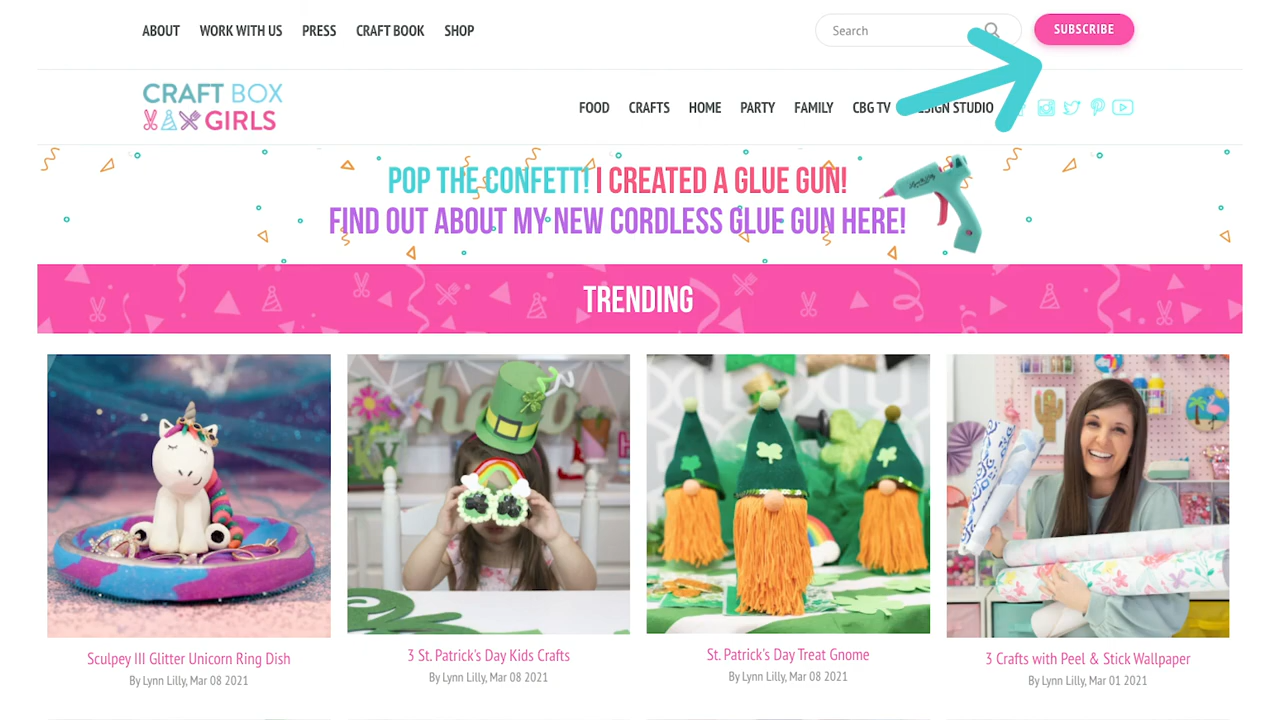 ABOUT WORK WITH US PRESS CRAFT BOOK SHOP Search SUBSCRIBE
CRAFT BOX
GIRLS
FOOD CRAFTS HOME PARTY FAMILY CBG TV STUDIO
POP THE CONFETTI! I CREATED A GLUE GUN!
FIND OUT ABOUT MY NEW CORDLESS GLUE GUN HERE!
TRENDING
hello
Sculpey III Glitter Unicorn Ring Dish
By Lynn Lilly, Mar 08 2021
3 St. Patrick's Day Kids Crafts
By Lynn Lilly, Mar 08 2021
St. Patrick's Day Treat Gnome
By Lynn Lilly, Mar 08 2021
3 Crafts with Peel & Stick Wallpaper
By Lynn Lilly, Mar 01 2021